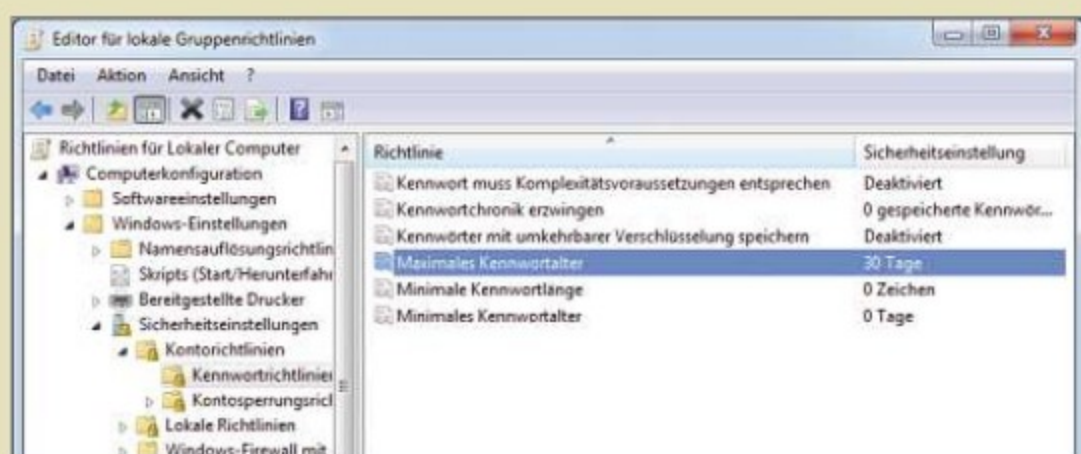 Editor für lokale Gruppenrichtlinien
Datei Aktion Ansicht ?
Richtlinien für Lokaler Computer
Computerkonfiguration
Softwareeinstellungen
Windows-Einstellungen
Namensauflösungsrichtlin
Skripts (Start/Herunterfahr
Bereitgestellte Drucker
Sicherheitseinstellungen
Kontorichtlinien
Kennwortrichtlinien
Kontosperrungsricl
Lokale Richtlinien
Windows-Firewall mit
Richtlinie Sicherheitseinstellung
Kennwort muss Komplexitätsvoraussetzungen entsprechen Deaktiviert
Kennwortchronik erzwingen 0 gespeicherte Kennwör...
Kennwörter mit umkehrbarer Verschlüsselung speichern Deaktiviert
Maximales Kennwortalter 30 Tage
Minimale Kennwortlänge 0 Zeichen
Minimales Kennwortalter 0 Tage